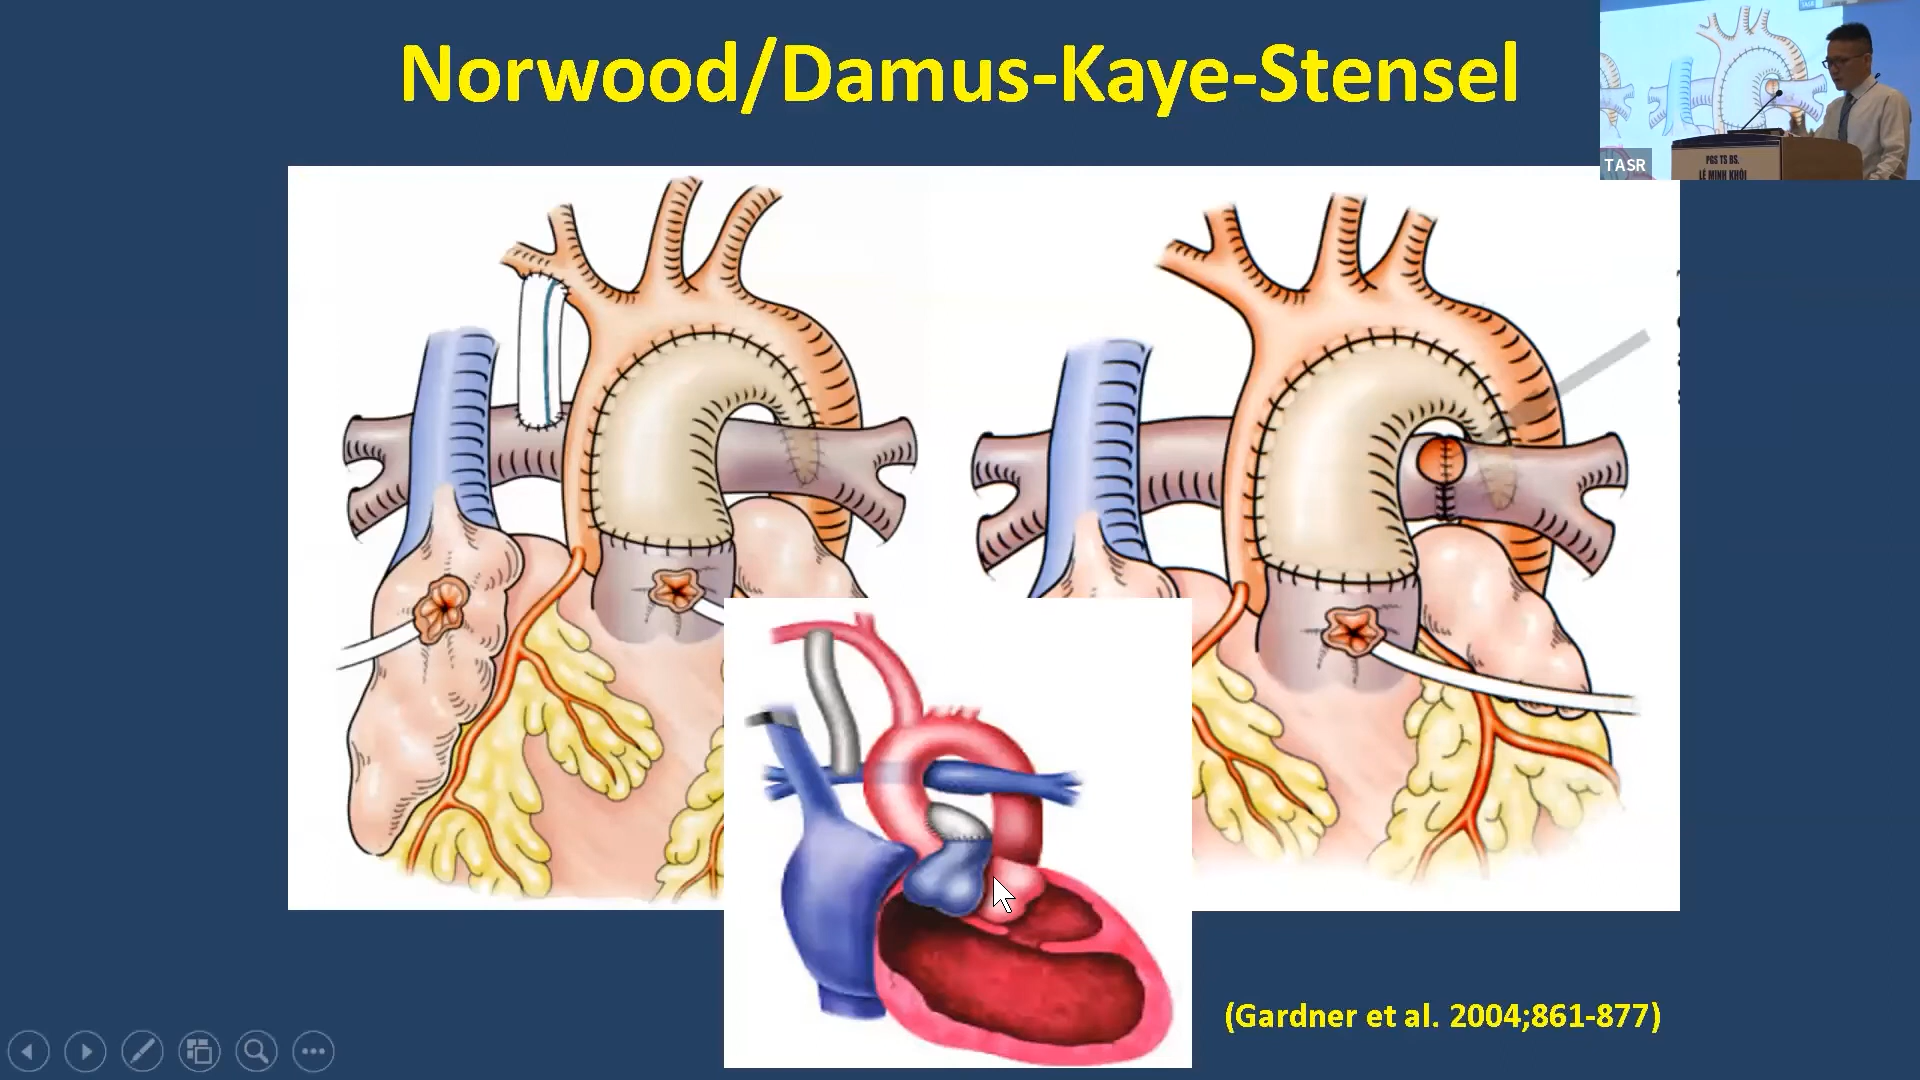 Norwood/Damus-Kaye-Stensel
TASR
PGS TS BS.
LÊ MINH KHÔI
(Gardner et al. 2004;861-877)